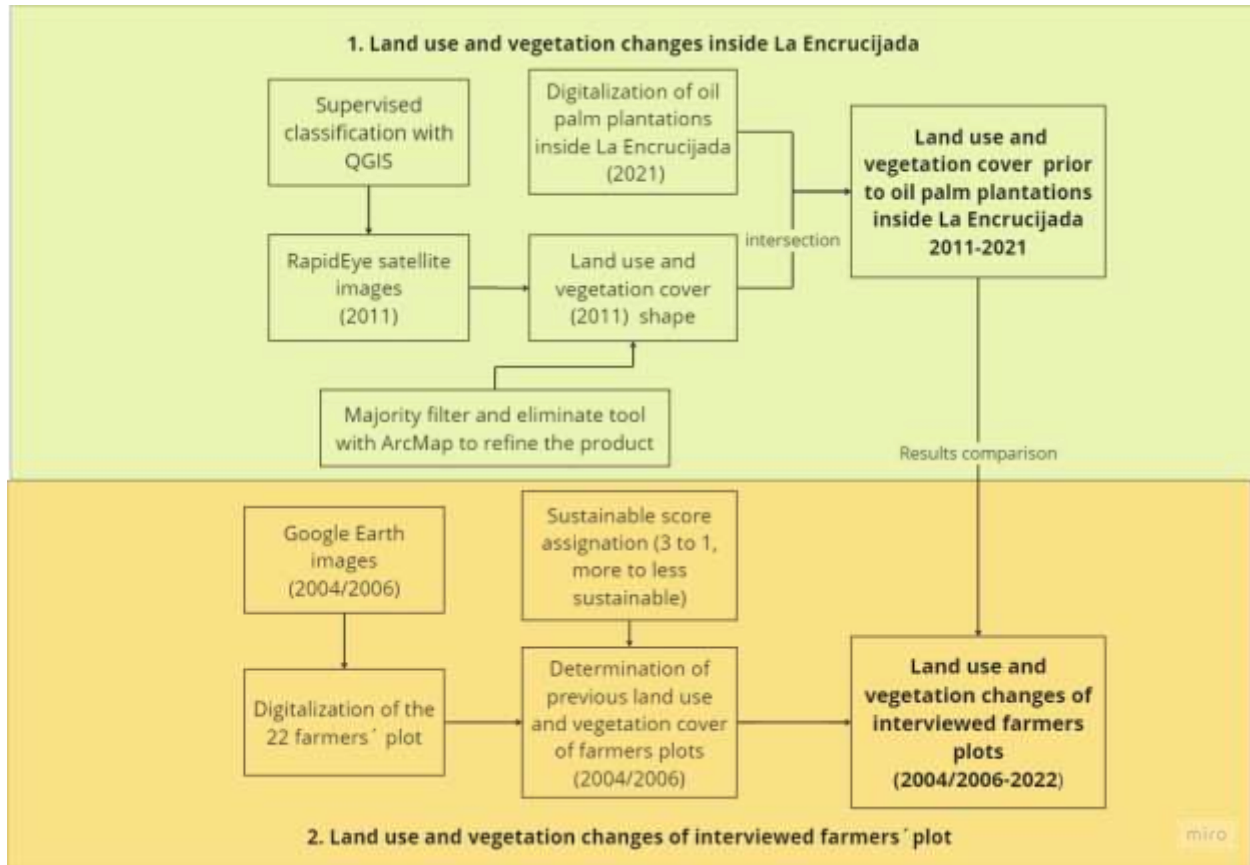 1. Land use and vegetation changes inside La Encrucijada
Supervised
classification with
QGIS
Digitalization of oil
palm plantations
inside La Encrucijada
(2021)
Land use and
vegetation cover prior
to oil palm plantations
inside La Encrucijada
2011-2021
intersection
RapidEye satellite
images
(2011)
Land use and
vegetation cover
(2011) shape
Majority filter and eliminate tool
with ArcMap to refine the product
Results comparison
Google Earth
images
(2004/2006)
Sustainable score
assignation (3 to 1,
more to less
sustainable)
Digitalization of the
22 farmers´ plot
Determination of
previous land use
and vegetation cover
of farmers plots
(2004/2006)
Land use and
vegetation changes of
interviewed farmers
plots
(2004/2006-2022)
2. Land use and vegetation changes of interviewed farmers´plot
miro